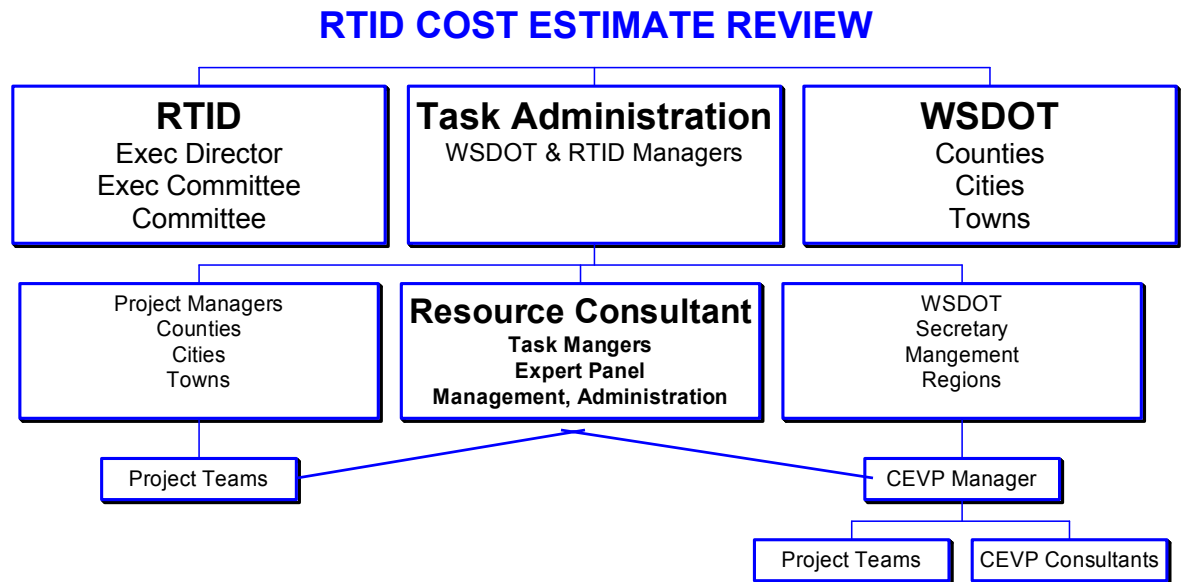 RTID COST ESTIMATE REVIEW
RTID
Exec Director
Exec Committee
Committee
Task Administration
WSDOT & RTID Managers
WSDOT
Counties
Cities
Towns
Project Managers
Counties
Cities
Towns
Resource Consultant
Task Mangers
Expert Panel
Management, Administration
WSDOT
Secretary
Mangement
Regions
Project Teams
CEVP Manager
Project Teams
CEVP Consultants